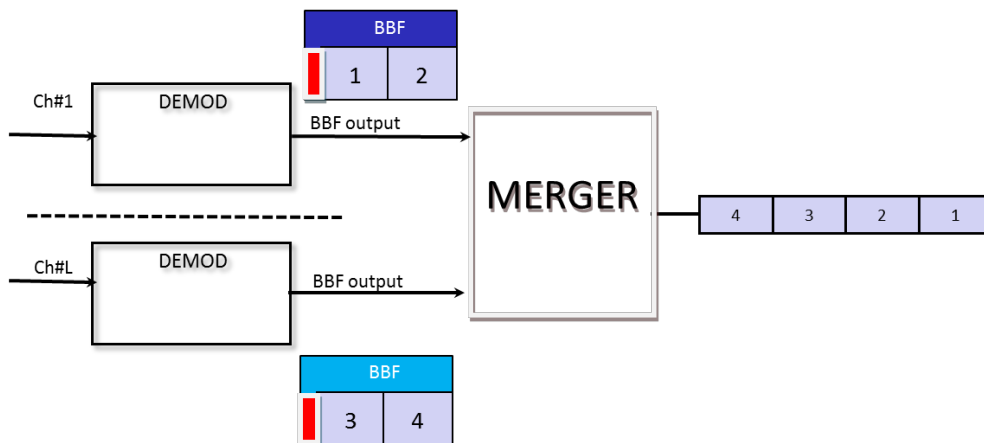 BBF
1 2
Ch#1
DEMOD
BBF output
MERGER
4 3 2 1
Ch#L
DEMOD
BBF output
BBF
3 4